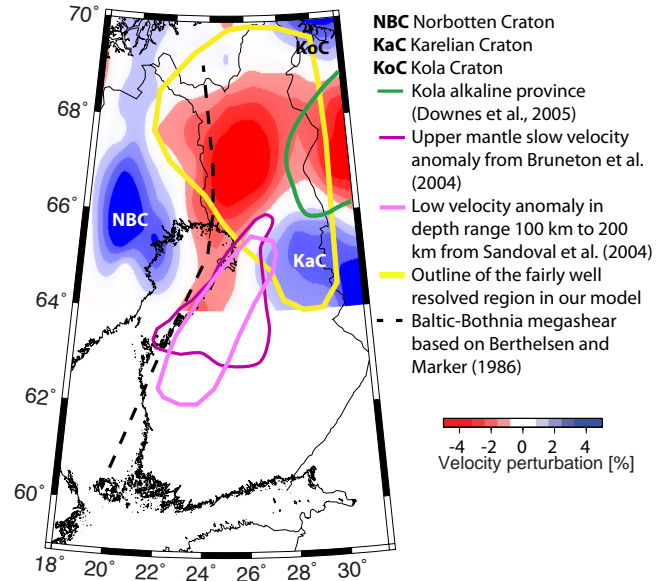 70˚
68˚
66˚
64˚
62˚
60˚
18˚ 20˚ 22˚ 24˚ 26˚ 28˚ 30˚
KoC
NBC
KaC
NBC Norbotten Craton
KaC Karelian Craton
KoC Kola Craton
Kola alkaline province
(Downes et al., 2005)
Upper mantle slow velocity
anomaly from Bruneton et al.
(2004)
Low velocity anomaly in
depth range 100 km to 200
km from Sandoval et al. (2004)
Outline of the fairly well
resolved region in our model
Baltic-Bothnia megashear
based on Berthelsen and
Marker (1986)
-4 -2 0 2 4
Velocity perturbation [%]